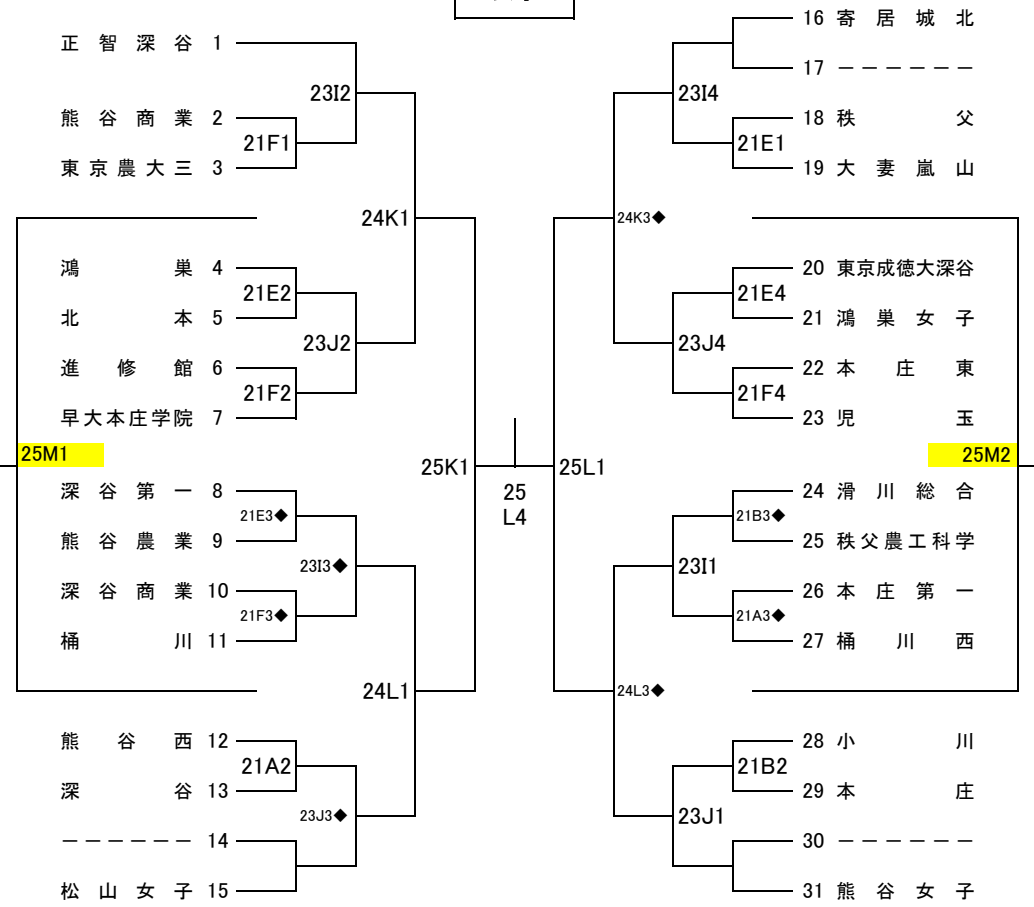 正智深谷 1
23I2
熊谷商業 2
21F1
東京農大三 3
24K1
鴻巣 4
21E2
北本 5
23J2
進修館 6
21F2
早大本庄学院 7
25M1
25K1
深谷第一 8
21E3◆
熊谷農業 9
23I3◆
深谷商業 10
21F3◆
桶川 11
24L1
熊谷西 12
21A2
深谷 13
23J3◆
−−−−−− 14
松山女子 15
25
L4
16 寄居城北
17 −−−−−−
23I4
18 秩父
21E1
19 大妻嵐山
24K3◆
20 東京成徳大深谷
21E4
21 鴻巣女子
23J4
22 本庄東
21F4
23 児玉
25L1
25M2
24 滑川総合
21B3◆
25 秩父農工科学
23I1
26 本庄第一
21A3◆
27 桶川西
24L3◆
28 小川
21B2
29 本庄
23J1
30 −−−−−−
31 熊谷女子